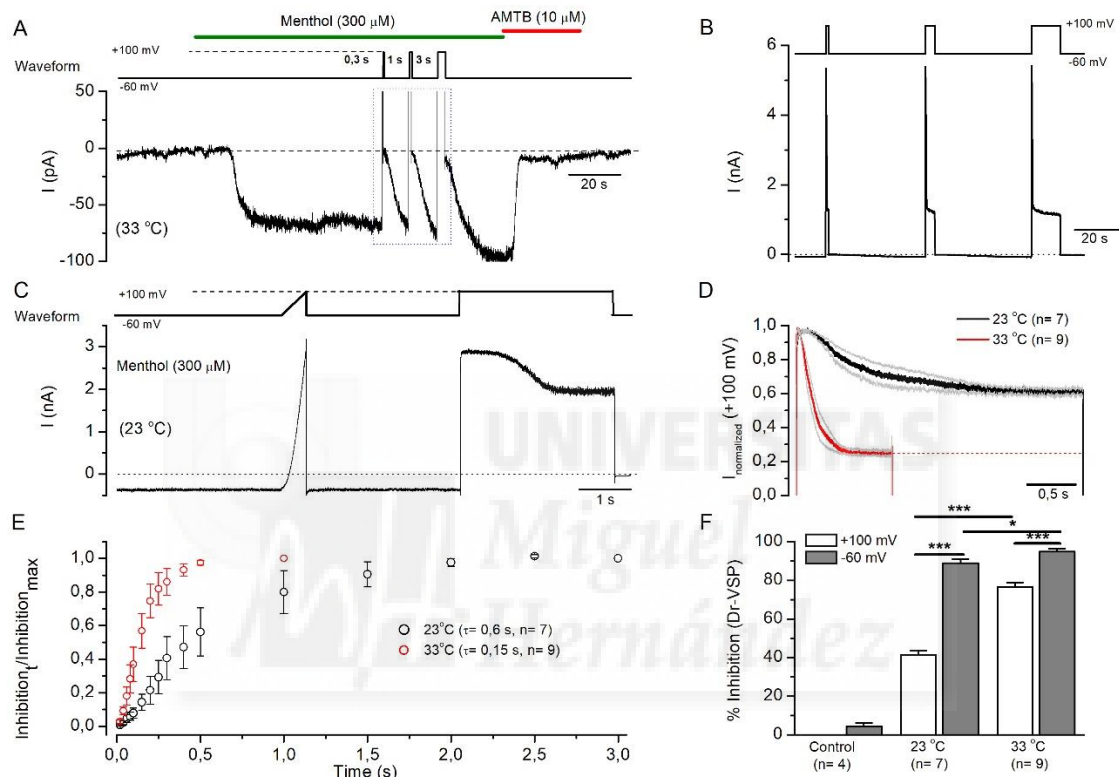 A
Menthol (300 μM)
AMTB (10 μM)
+100 mV
Waveform
0,3 s
1 s
3 s
-60 mV
50
0
-50
-100
I (pA)
20 s
(33 °C)
B
+100 mV
-60 mV
6
4
2
0
I (nA)
20 s
C
+100 mV
Waveform
-60 mV
3
2
1
0
I (nA)
Menthol (300 μM)
(23 °C)
1 s
D
23 °C (n= 7)
33 °C (n= 9)
1,0
0,8
0,6
0,4
0,2
0,0
I normalized (+100 mV)
0,5 s
E
1,0
0,8
0,6
0,4
0,2
0,0
Inhibition t/Inhibition max
23°C (τ= 0,6 s, n= 7)
33°C (τ= 0,15 s, n= 9)
0,0 0,5 1,0 1,5 2,0 2,5 3,0
Time (s)
F
+100 mV
-60 mV
*** *
*** ***
100
80
60
40
20
0
% Inhibition (Dr-VSP)
Control 23 °C 33 °C
(n= 4) (n= 7) (n= 9)
UNIVERSITAS
Miguel
Hernández